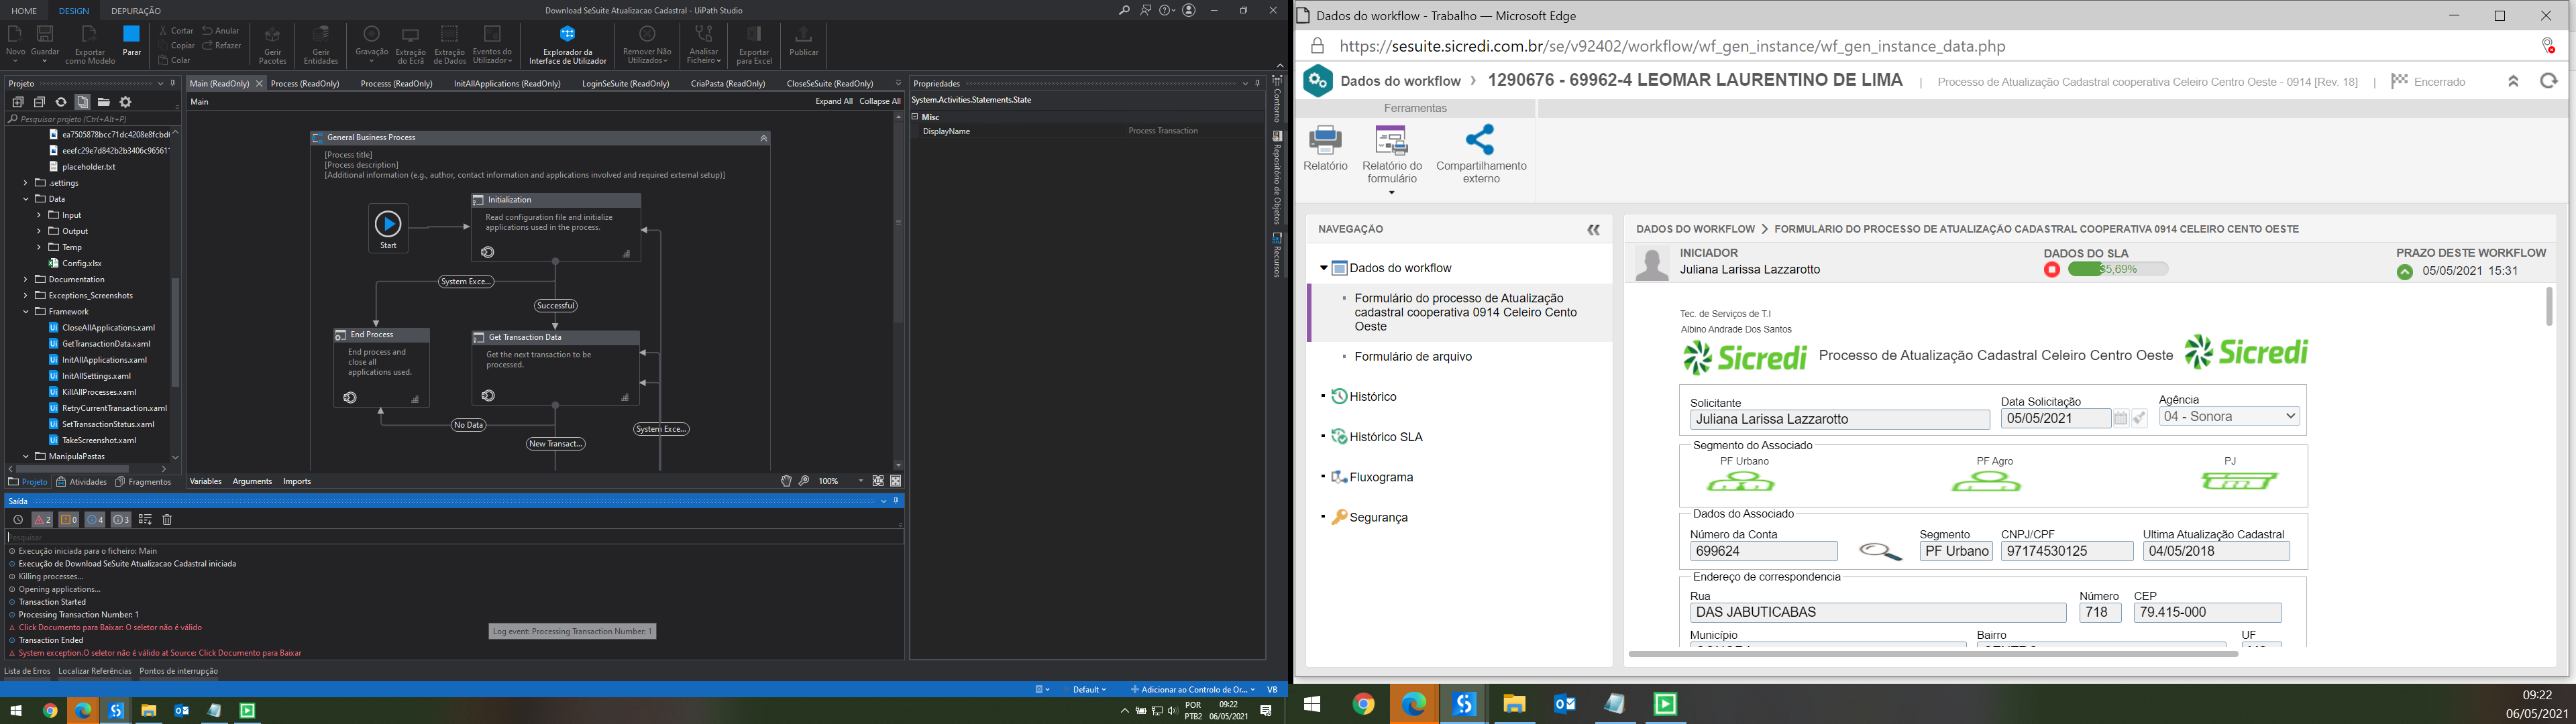 HOME DESIGN DEPURAÇÃO
Download SeSuite Atualizacao Cadastral - UiPath Studio
Novo Guardar Exportar como Modelo Parar
Cortar Copiar Colar
Anular Refazer
Gerir Pacotes
Gerir Entidades
Gravação
Extração de Ecrã
Extração de Dados
Eventos do Utilizador
Explorador da Interface de Utilizador
Remover Não Utilizados
Analisar Ficheiro
Exportar para Excel
Publicar
Projeto
Pesquisar projeto (Ctrl+Alt+P)
placeholder.txt
.settings
Data
Input
Output
Temp
Config.xlsx
Documentation
Exceptions_Screenshots
Framework
CloseAllApplications.xaml
GetTransactionData.xaml
InitAllApplications.xaml
InitAllSettings.xaml
KillAllProcesses.xaml
RetryCurrentTransaction.xaml
SetTransactionStatus.xaml
TakeScreenshot.xaml
ManipulaPastas
Projeto Atividades Fragmentos
Main (ReadOnly) Process (ReadOnly) Processs (ReadOnly) InitAllApplications (ReadOnly) LoginSeSuite (ReadOnly) CriaPasta (ReadOnly) CloseSeSuite (ReadOnly)
Main
Expand All Collapse All
General Business Process
[Process title]
[Process description]
[Additional information (e.g., author, contact information and applications involved and required external setup)]
Start
Initialization
Read configuration file and initialize
applications used in the process.
System Exce...
Successful
End Process
End process and
close all
applications used.
Get Transaction Data
Get the next transaction to be
processed.
No Data
System Exce...
New Transact...
Variables Arguments Imports
100%
Propriedades
System.Activities.Statements.State
Misc
DisplayName Process Transaction
Contorno
Repositório de Objetos
Recursos
Saída
2 0 4 3
Pesquisar
Execução iniciada para o ficheiro: Main
Execução de Download SeSuite Atualizacao Cadastral iniciada
Killing processes...
Opening applications...
Transaction Started
Processing Transaction Number: 1
Click Documento para Baixar: O seletor não é válido
Transaction Ended
System exception.O seletor não é válido at Source: Click Documento para Baixar
Log event: Processing Transaction Number: 1
Lista de Erros Localizar Referências Pontos de interrupção
Default Adicionar ao Controlo de Or... VB
POR
PTB2
09:22
06/05/2021
Dados do workflow - Trabalho — Microsoft Edge
https://sesuite.sicredi.com.br/se/v92402/workflow/wf_gen_instance/wf_gen_instance_data.php
Dados do workflow > 1290676 - 69962-4 LEOMAR LAURENTINO DE LIMA | Processo de Atualização Cadastral cooperativa Celeiro Centro Oeste - 0914 [Rev. 18] | Encerrado
Ferramentas
Relatório
Relatório do formulário
Compartilhamento externo
NAVEGAÇÃO
Dados do workflow
Formulário do processo de Atualização
cadastral cooperativa 0914 Celeiro Cento
Oeste
Formulário de arquivo
Histórico
Histórico SLA
Fluxograma
Segurança
DADOS DO WORKFLOW > FORMULÁRIO DO PROCESSO DE ATUALIZAÇÃO CADASTRAL COOPERATIVA 0914 CELEIRO CENTO OESTE
INICIADOR
Juliana Larissa Lazzarotto
DADOS DO SLA
PRAZO DESTE WORKFLOW
05/05/2021 15:31
Tec. de Serviços de T.I
Albino Andrade Dos Santos
Sicredi Processo de Atualização Cadastral Celeiro Centro Oeste Sicredi
Solicitante Data Solicitação Agência
Juliana Larissa Lazzarotto 05/05/2021 04 - Sonora
Segmento do Associado
PF Urbano PF Agro PJ
Dados do Associado
Número da Conta Segmento CNPJ/CPF Ultima Atualização Cadastral
699624 PF Urbano 97174530125 04/05/2018
Endereço de correspondencia
Rua Número CEP
DAS JABUTICABAS 718 79.415-000
Município Bairro UF
09:22
06/05/2021